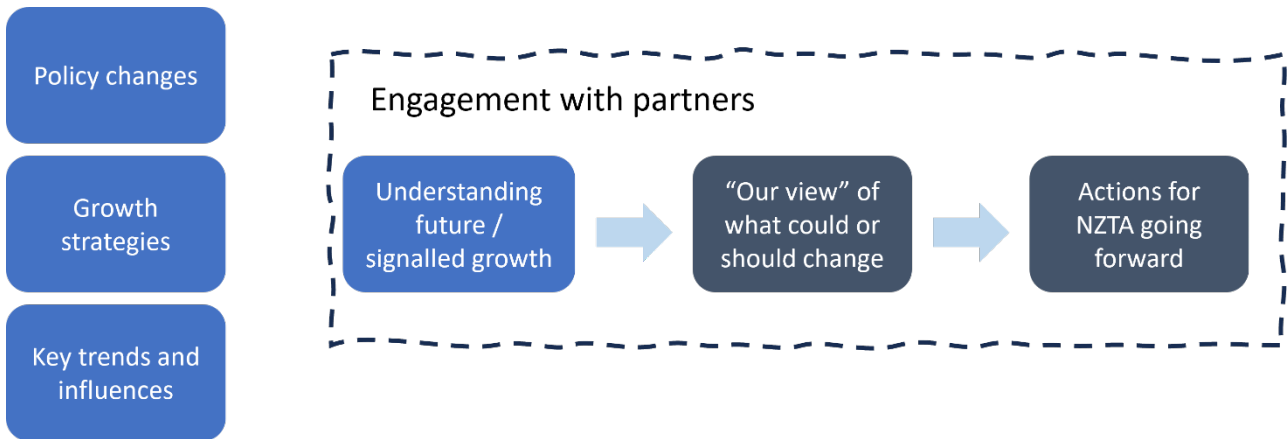 Policy changes
Growth
strategies
Key trends and
influences
Engagement with partners
Understanding
future /
signalled growth
“Our view” of
what could or
should change
Actions for
NZTA going
forward